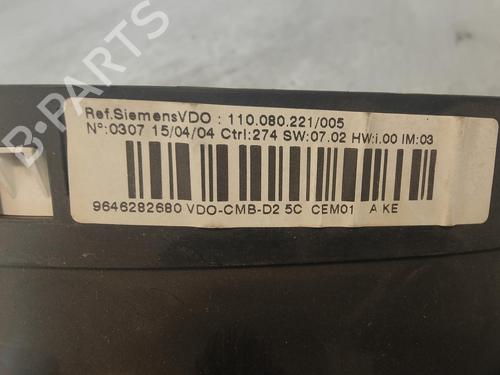 B-PARTS
Ref.SiemensVDO : 110.080.221/005
N°:0307 15/04/04 Ctrl:274 SW:07.02 HW:i.00 IM:03
9646282680 VDO-CMB-D2 5C CEM01 A KE